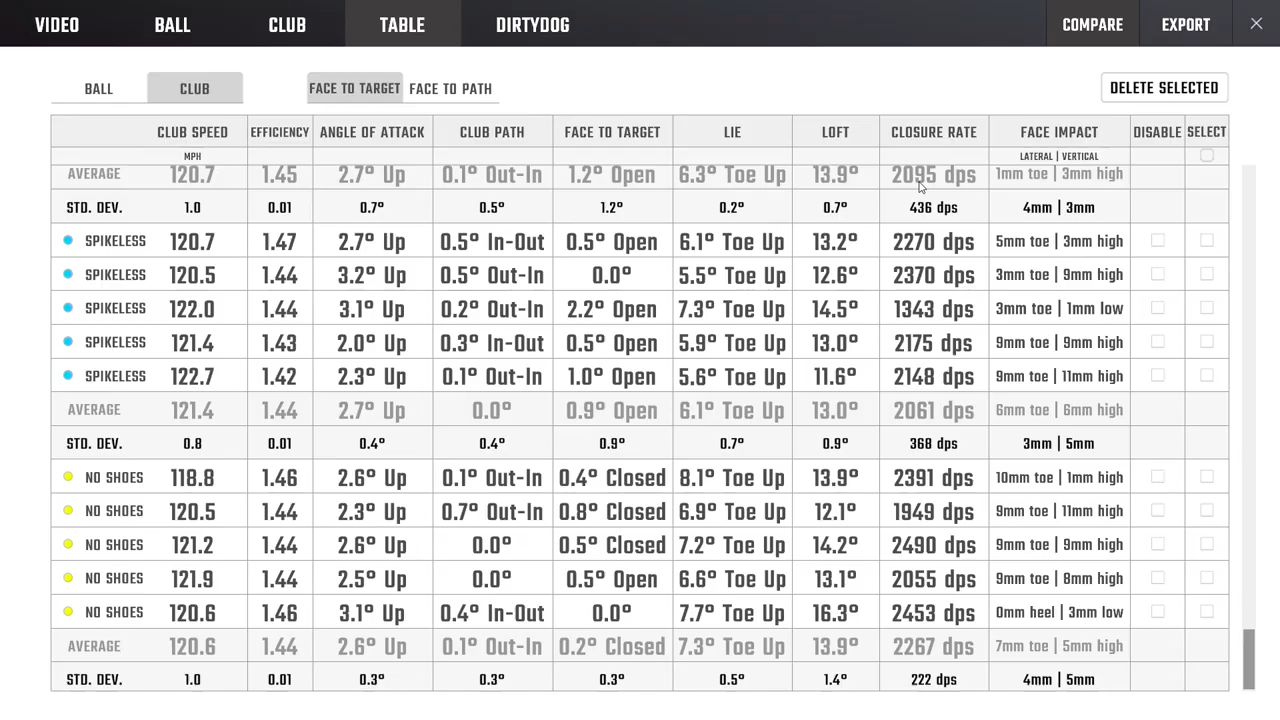 VIDEO BALL CLUB TABLE DIRTYDOG COMPARE EXPORT ×
BALL CLUB FACE TO TARGET FACE TO PATH DELETE SELECTED
CLUB SPEED EFFICIENCY ANGLE OF ATTACK CLUB PATH FACE TO TARGET LIE LOFT CLOSURE RATE FACE IMPACT DISABLE SELECT
MPH LATERAL | VERTICAL
AVERAGE 120.7 1.45 2.7° Up 0.1° Out-In 1.2° Open 6.3° Toe Up 13.9° 2095 dps 1mm toe | 3mm high
STD. DEV. 1.0 0.01 0.7° 0.5° 1.2° 0.2° 0.7° 436 dps 4mm | 3mm
SPIKELESS 120.7 1.47 2.7° Up 0.5° In-Out 0.5° Open 6.1° Toe Up 13.2° 2270 dps 5mm toe | 3mm high
SPIKELESS 120.5 1.44 3.2° Up 0.5° Out-In 0.0° 5.5° Toe Up 12.6° 2370 dps 3mm toe | 9mm high
SPIKELESS 122.0 1.44 3.1° Up 0.2° Out-In 2.2° Open 7.3° Toe Up 14.5° 1343 dps 3mm toe | 1mm low
SPIKELESS 121.4 1.43 2.0° Up 0.3° In-Out 0.5° Open 5.9° Toe Up 13.0° 2175 dps 9mm toe | 9mm high
SPIKELESS 122.7 1.42 2.3° Up 0.1° In-Out 1.0° Open 5.6° Toe Up 11.6° 2148 dps 9mm toe | 11mm high
AVERAGE 121.4 1.44 2.7° Up 0.0° 0.9° Open 6.1° Toe Up 13.0° 2061 dps 6mm toe | 6mm high
STD. DEV. 0.8 0.01 0.4° 0.4° 0.9° 0.7° 0.9° 368 dps 3mm | 5mm
NO SHOES 118.8 1.46 2.6° Up 0.1° Out-In 0.4° Closed 8.1° Toe Up 13.9° 2391 dps 10mm toe | 1mm high
NO SHOES 120.5 1.44 2.3° Up 0.7° Out-In 0.8° Closed 6.9° Toe Up 12.1° 1949 dps 9mm toe | 11mm high
NO SHOES 121.2 1.44 2.6° Up 0.0° 0.5° Closed 7.2° Toe Up 14.2° 2490 dps 9mm toe | 9mm high
NO SHOES 121.9 1.44 2.5° Up 0.0° 0.5° Open 6.6° Toe Up 13.1° 2055 dps 9mm toe | 8mm high
NO SHOES 120.6 1.46 3.1° Up 0.4° In-Out 0.0° 7.7° Toe Up 16.3° 2453 dps 0mm heel | 3mm low
AVERAGE 120.6 1.44 2.6° Up 0.1° Out-In 0.2° Closed 7.3° Toe Up 13.9° 2267 dps 7mm toe | 5mm high
STD. DEV. 1.0 0.01 0.3° 0.3° 0.3° 0.5° 1.4° 222 dps 4mm | 5mm